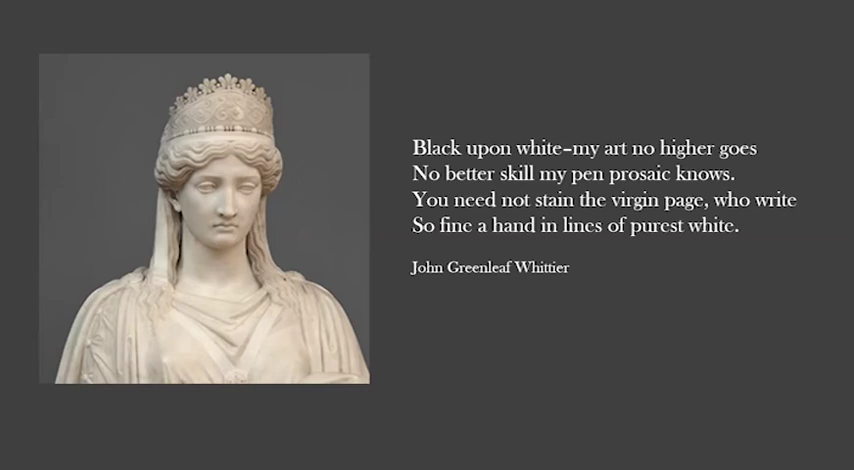 Black upon white–my art no higher goes
No better skill my pen prosaic knows.
You need not stain the virgin page, who write
So fine a hand in lines of purest white.
John Greenleaf Whittier